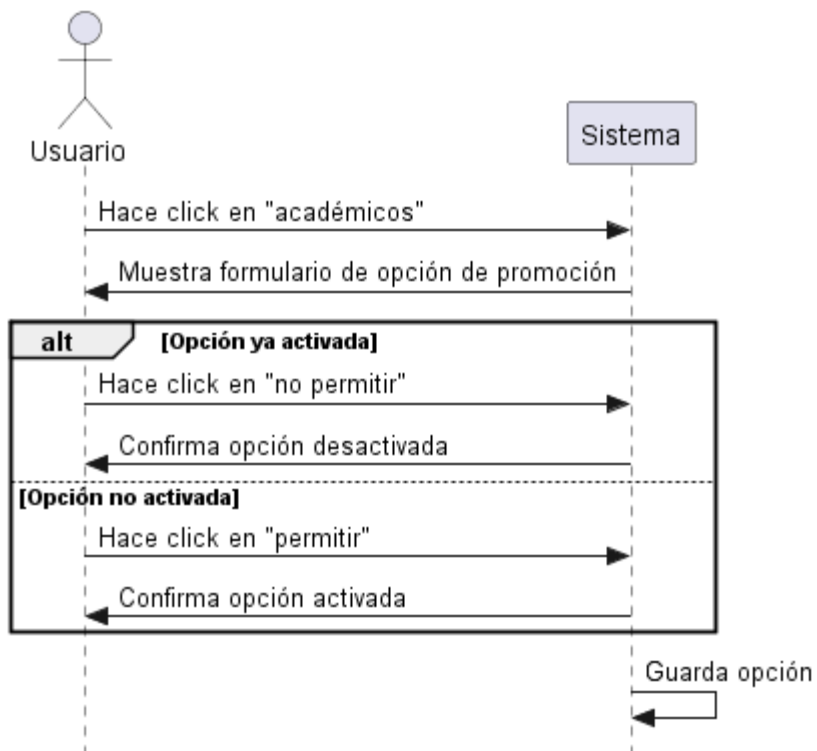 Usuario
Sistema
Hace click en "académicos"
Muestra formulario de opción de promoción
alt [Opción ya activada]
Hace click en "no permitir"
Confirma opción desactivada
[Opción no activada]
Hace click en "permitir"
Confirma opción activada
Guarda opción